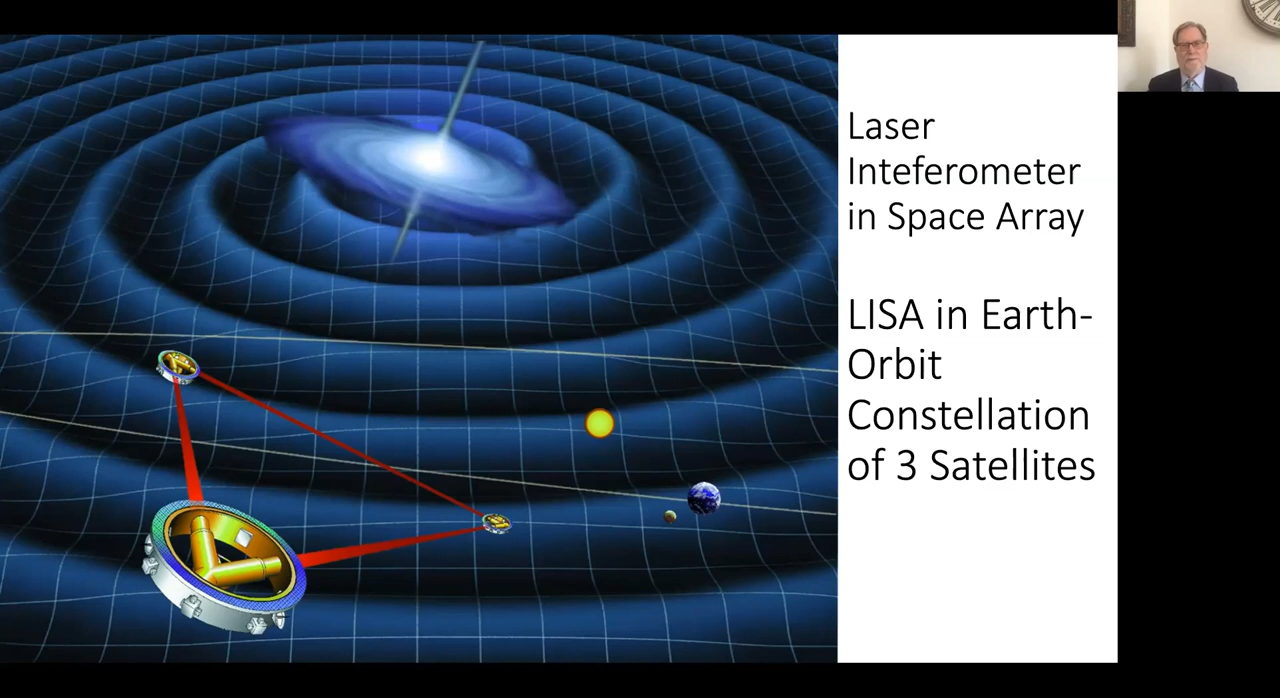 Laser
Inteferometer
in Space Array
LISA in Earth-
Orbit
Constellation
of 3 Satellites